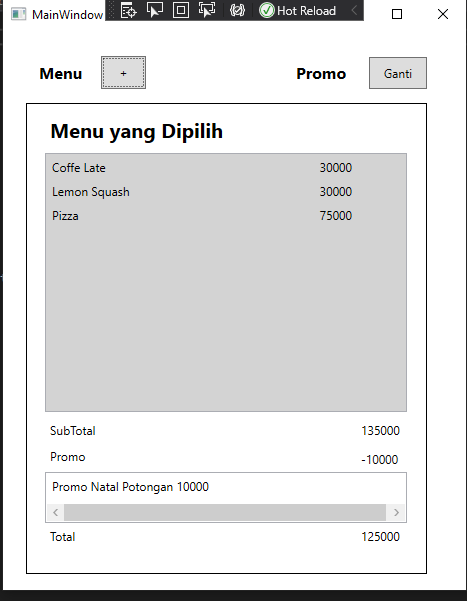 MainWindow Hot Reload
Menu + Promo Ganti
Menu yang Dipilih
Coffe Late 30000
Lemon Squash 30000
Pizza 75000
SubTotal 135000
Promo -10000
Promo Natal Potongan 10000
Total 125000